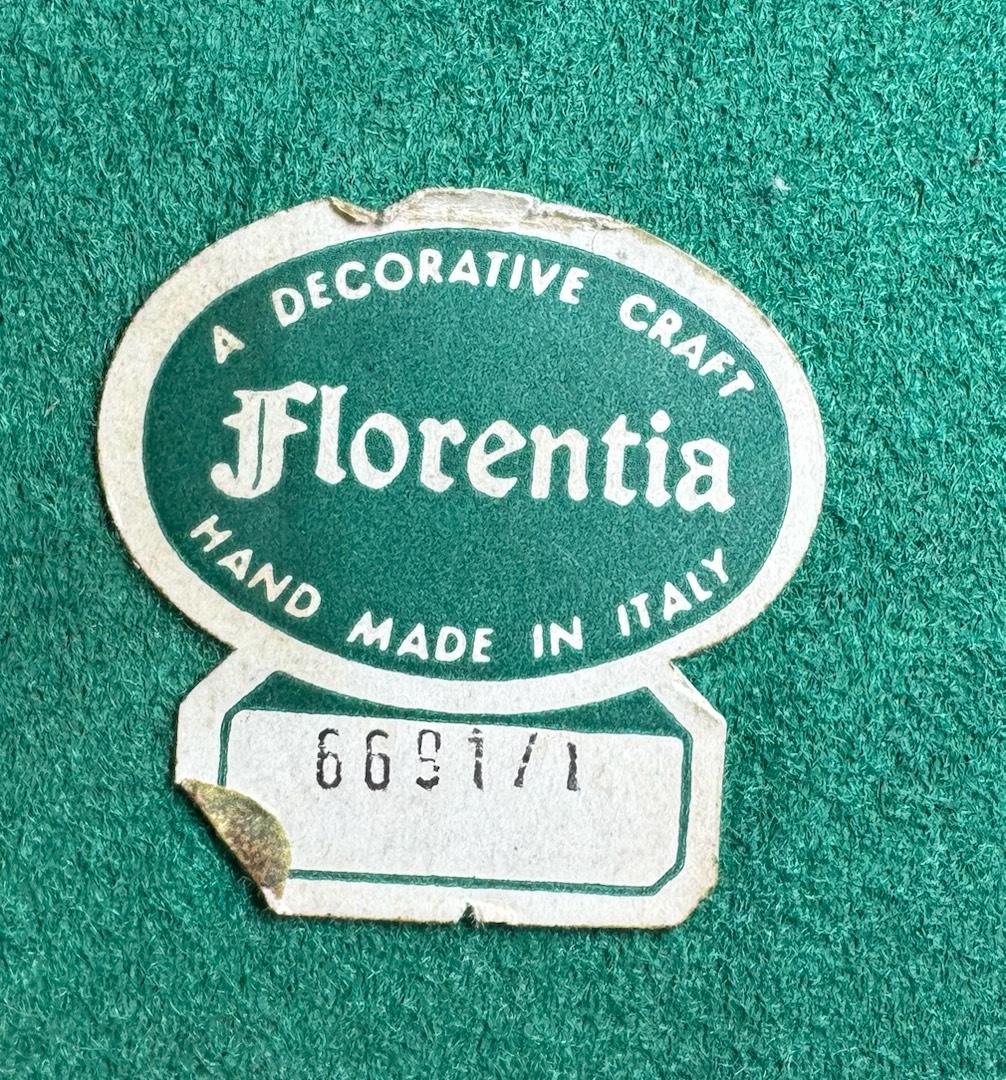 A DECORATIVE CRAFT
Florentia
HAND MADE IN ITALY
6691/1